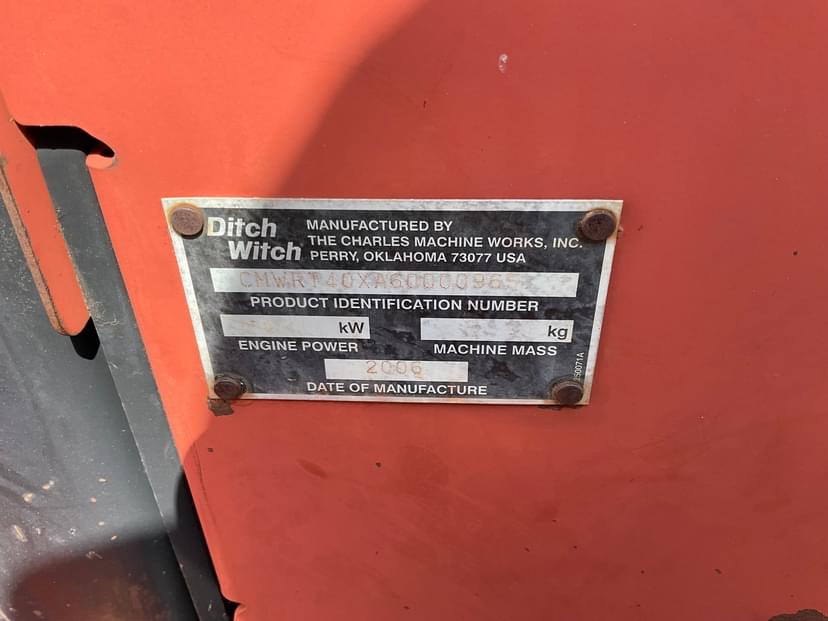 Ditch Witch
MANUFACTURED BY
THE CHARLES MACHINE WORKS, INC.
PERRY, OKLAHOMA 73077 USA
PRODUCT IDENTIFICATION NUMBER
kW
kg
ENGINE POWER
MACHINE MASS
2006
DATE OF MANUFACTURE